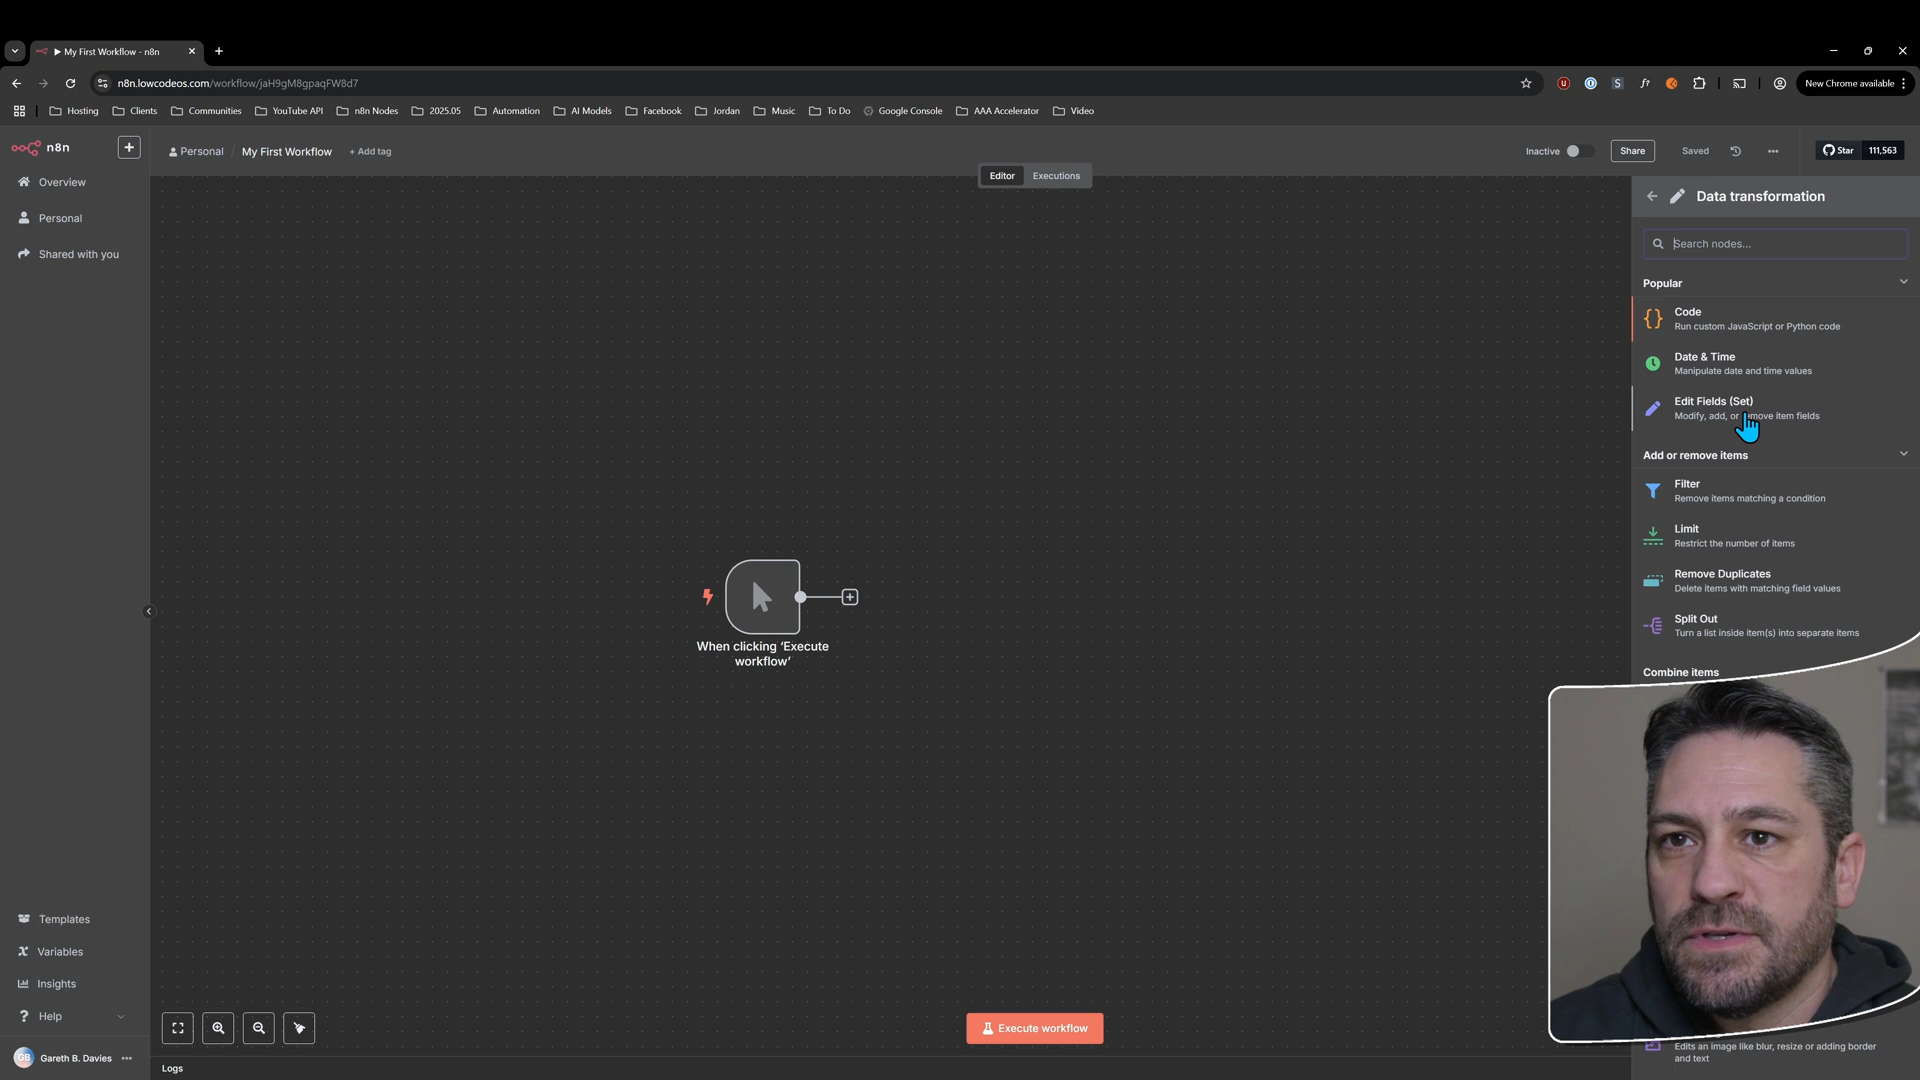 ▶ My First Workflow - n8n
n8n.lowcodeos.com/workflow/jaH9gM8gpaqFW8d7
New Chrome available
Hosting
Clients
Communities
YouTube API
n8n Nodes
2025.05
Automation
AI Models
Facebook
Jordan
Music
To Do
Google Console
AAA Accelerator
Video
n8n
Personal / My First Workflow + Add tag
Inactive
Share
Saved
Star 111,563
Editor
Executions
Overview
Personal
Shared with you
Data transformation
Search nodes...
Popular
Code
Run custom JavaScript or Python code
Date & Time
Manipulate date and time values
Edit Fields (Set)
Modify, add, or remove item fields
Add or remove items
Filter
Remove items matching a condition
Limit
Restrict the number of items
Remove Duplicates
Delete items with matching field values
Split Out
Turn a list inside item(s) into separate items
Combine items
When clicking ‘Execute
workflow’
Templates
Variables
Insights
Help
GB Gareth B. Davies
Execute workflow
Edits an image like blur, resize or adding border
and text
Logs